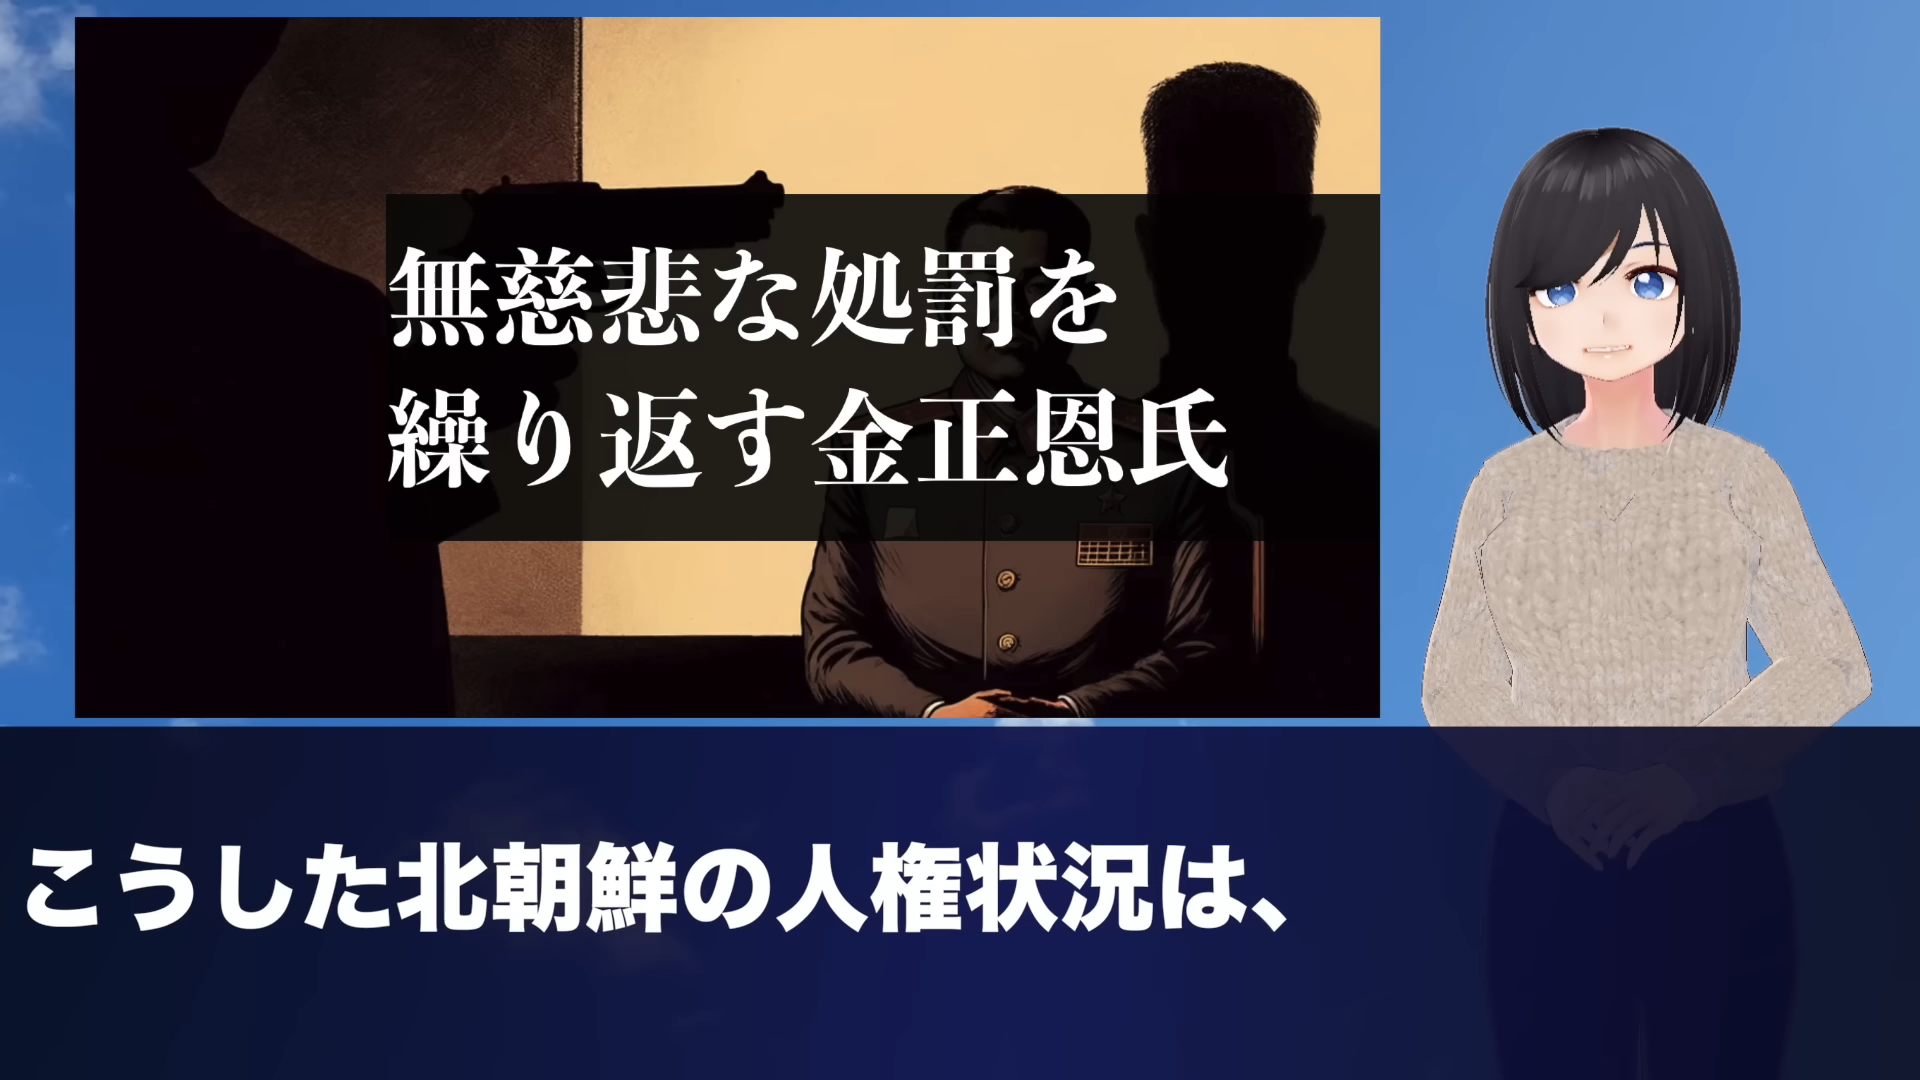 無慈悲な処罰を
繰り返す金正恩氏
こうした北朝鮮の人権状況は、